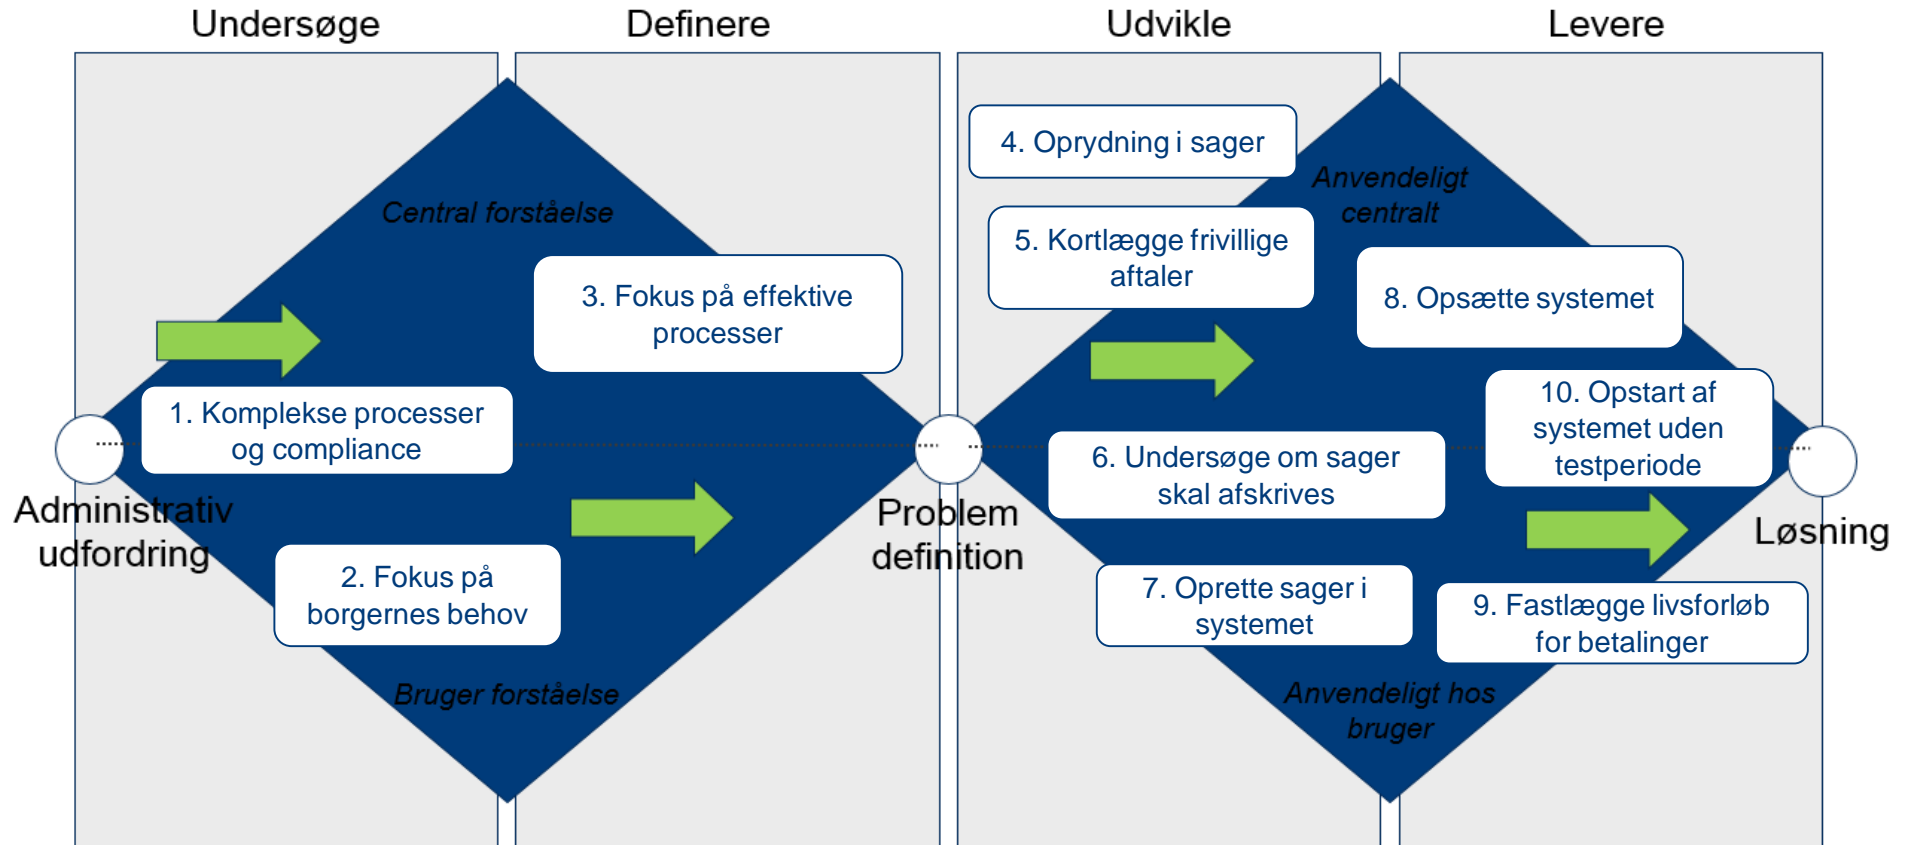 Undersøge
Definere
Udvikle
Levere
Central forståelse
3. Fokus på effektive
processer
1. Komplekse processer
og compliance
Administrativ
udfordring
2. Fokus på
borgernes behov
Bruger forståelse
Problem
definition
4. Oprydning i sager
Anvendeligt
centralt
5. Kortlægge frivillige
aftaler
8. Opsætte systemet
10. Opstart af
systemet uden
testperiode
6. Undersøge om sager
skal afskrives
Løsning
7. Oprette sager i
systemet
9. Fastlægge livsforløb
for betalinger
Anvendeligt hos
bruger